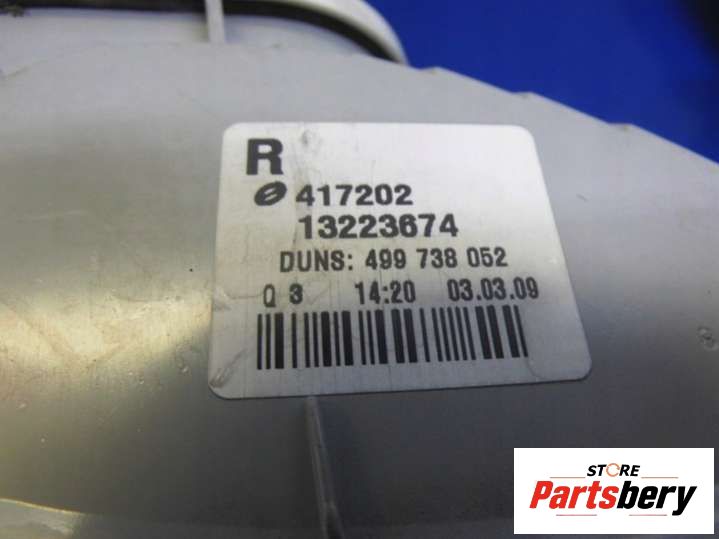 R
417202
13223674
DUNS: 499 738 052
Q 3 14:20 03.03.09
STORE
Partsbery